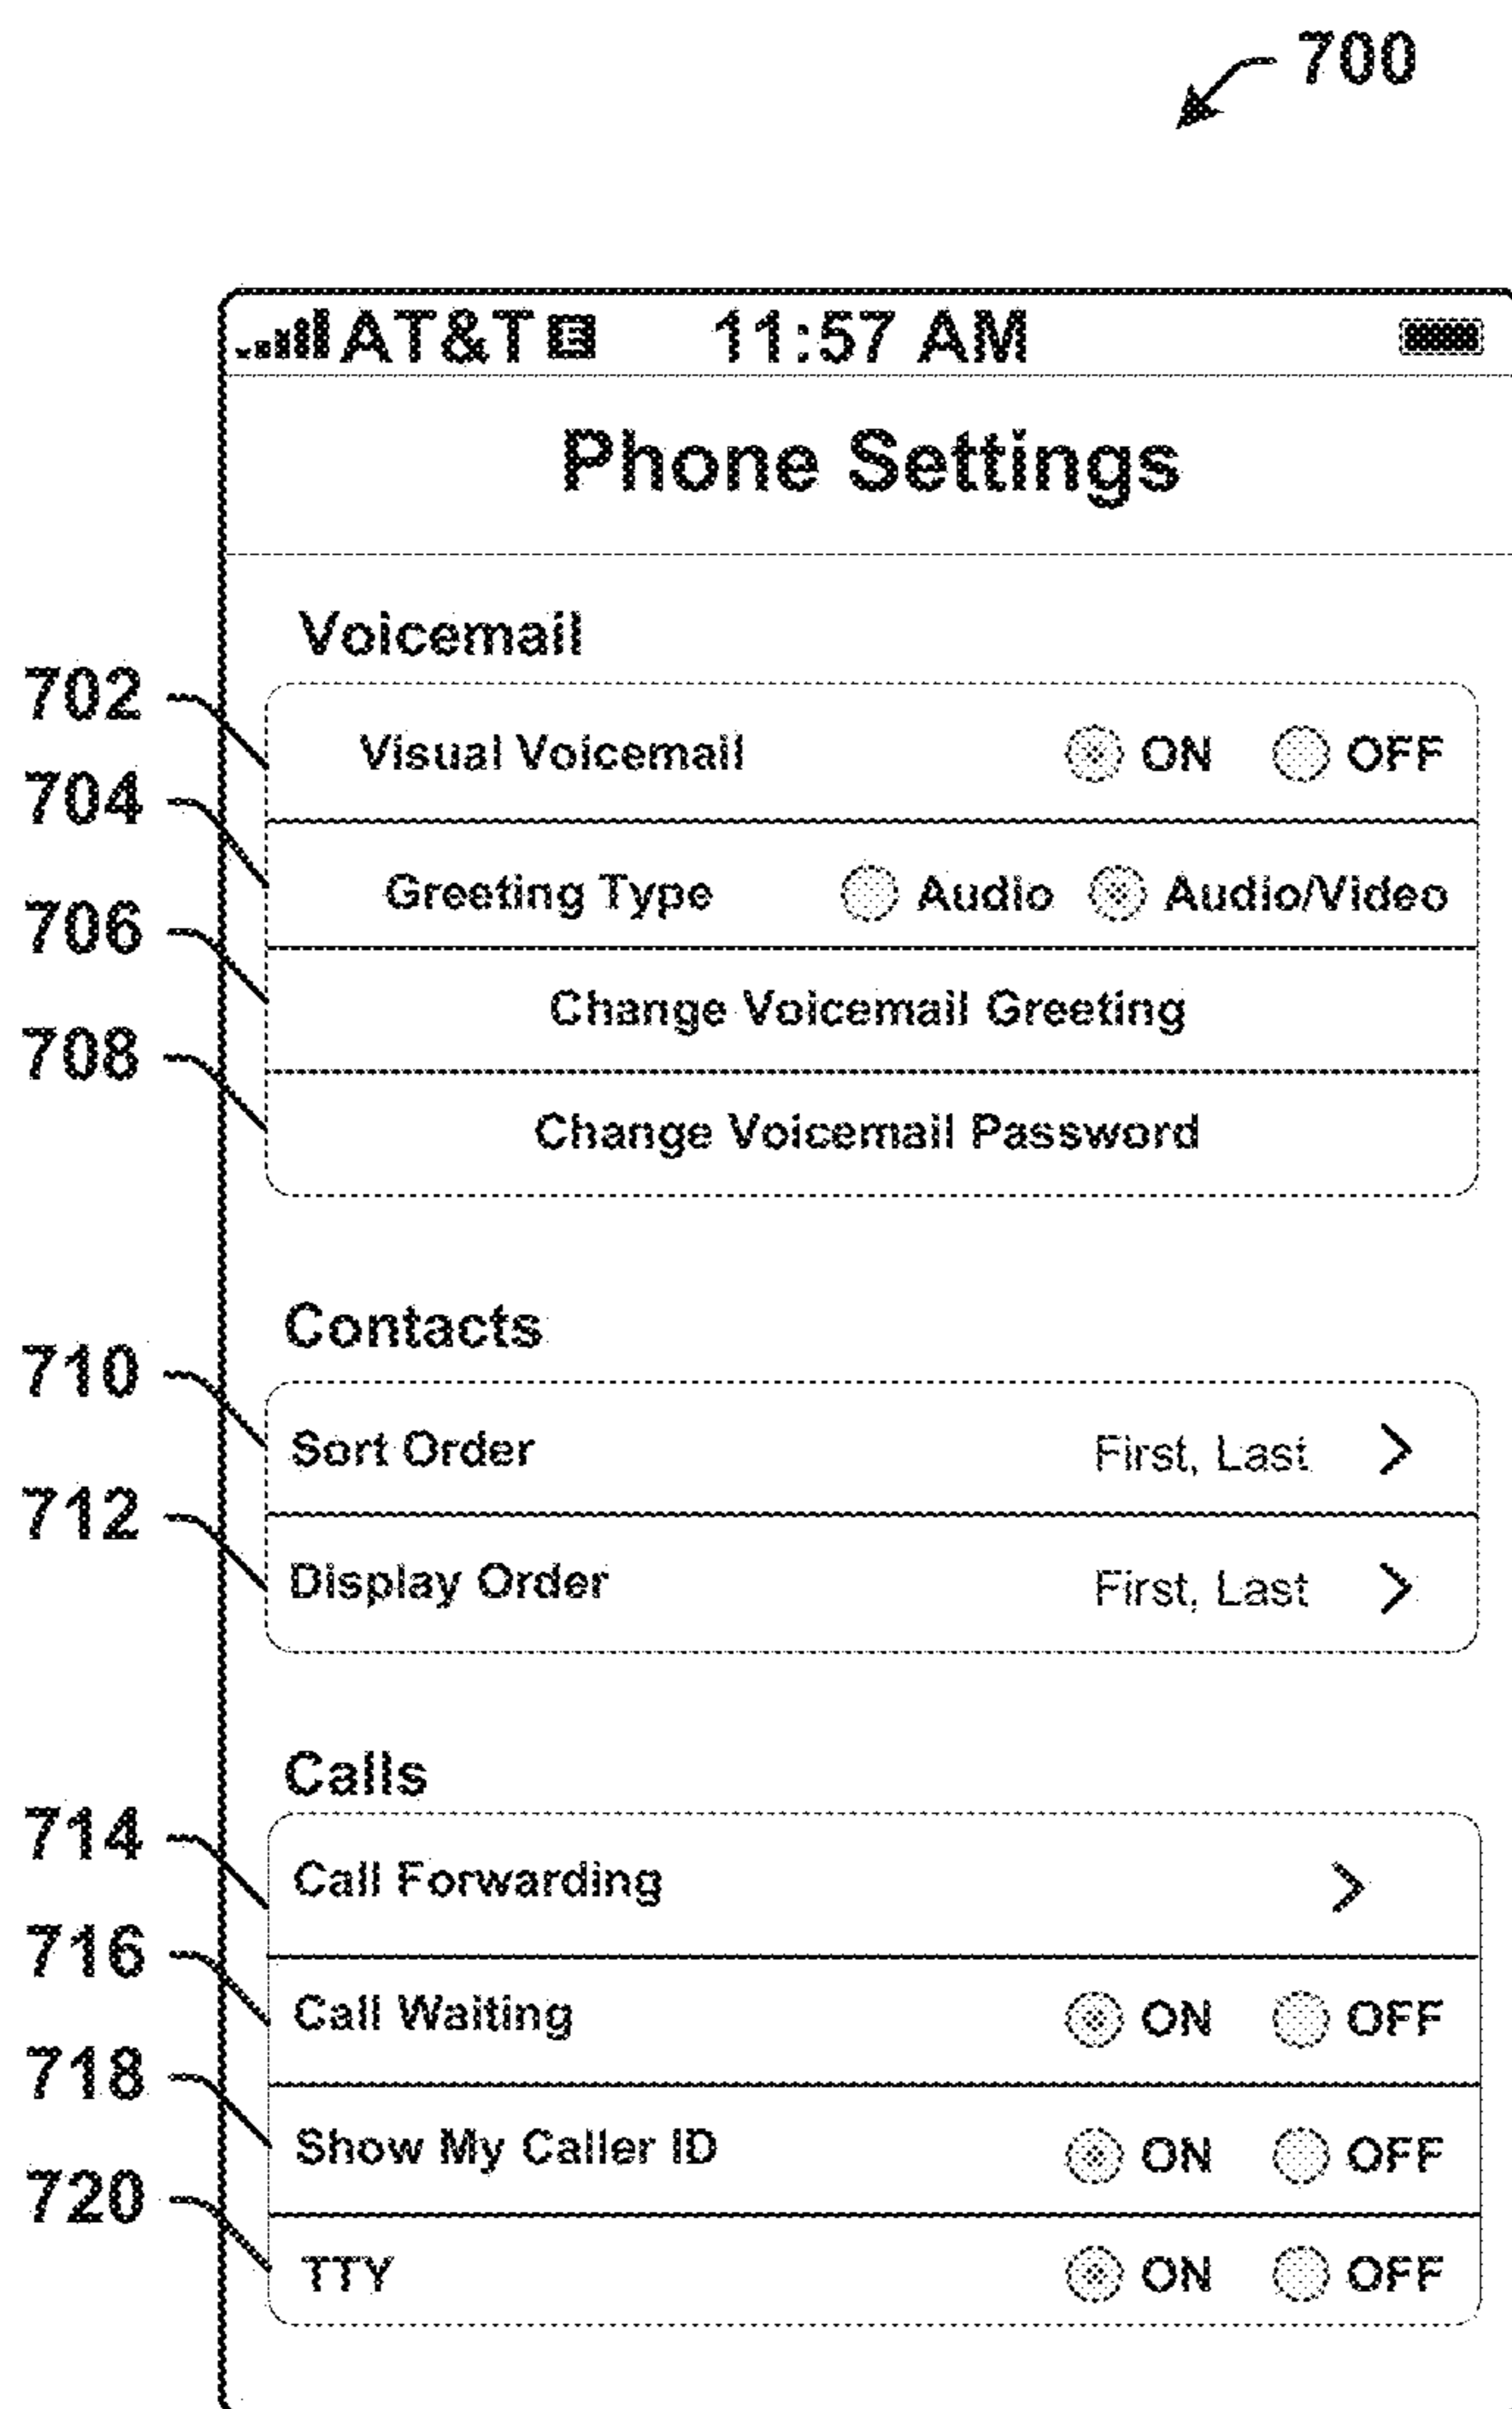 700
AT&T E 11:57 AM
Phone Settings
Voicemail
702 Visual Voicemail ON OFF
704 Greeting Type Audio Audio/Video
706 Change Voicemail Greeting
708 Change Voicemail Password
Contacts
710 Sort Order First, Last >
712 Display Order First, Last >
Calls
714 Call Forwarding >
716 Call Waiting ON OFF
718 Show My Caller ID ON OFF
720 TTY ON OFF